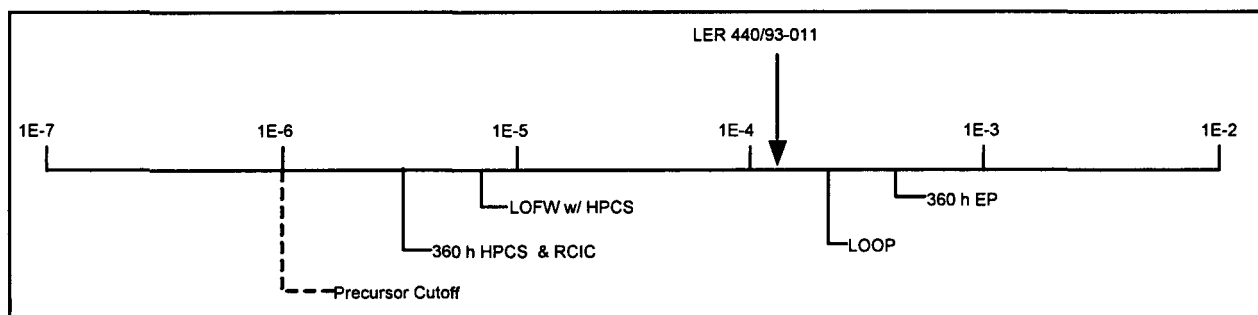 LER 440/93-011
1E-7
1E-6
1E-5
1E-4
1E-3
1E-2
LOFW w/ HPCS
360 h EP
360 h HPCS & RCIC
LOOP
Precursor Cutoff